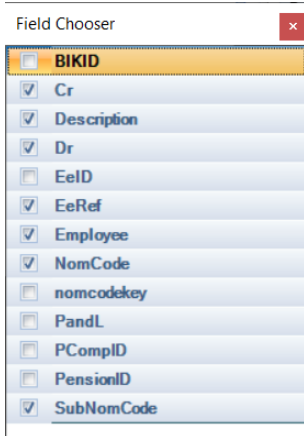 Field Chooser
BIKID
Cr
Description
Dr
EeID
EeRef
Employee
NomCode
nomcodekey
PandL
PCompID
PensionID
SubNomCode